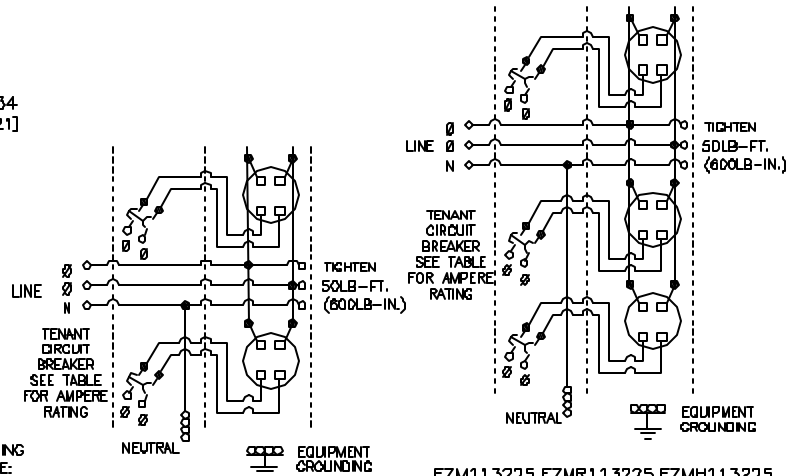 34
21]
Ø
LINE Ø
N
TIGHTEN
50LB-FT.
(600LB-IN.)
TENANT
CIRCUIT
BREAKER
SEE TABLE
FOR AMPERE
RATING
Ø Ø
NEUTRAL
EQUIPMENT
GROUNDING
ING
E:
Ø Ø
Ø
LINE Ø
N
TIGHTEN
50LB-FT.
(600LB-IN.)
TENANT
CIRCUIT
BREAKER
SEE TABLE
FOR AMPERE
RATING
Ø Ø
Ø Ø
NEUTRAL
EQUIPMENT
GROUNDING
EZM113225,EZMR113225,EZMH113225